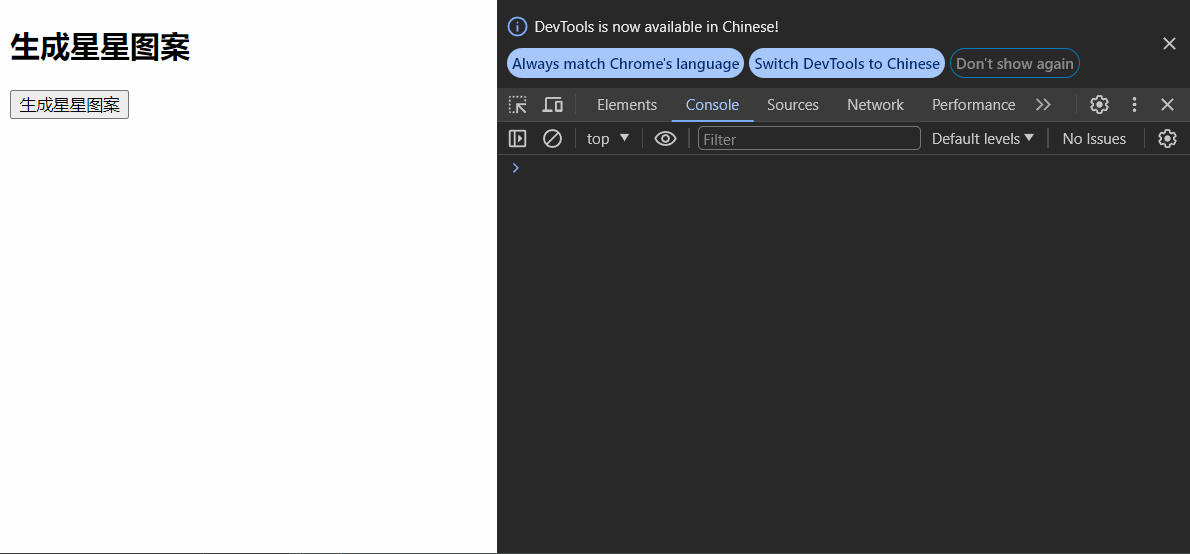 生成星星图案
生成星星图案
DevTools is now available in Chinese!
Always match Chrome's language Switch DevTools to Chinese Don't show again
Elements Console Sources Network Performance
top Filter Default levels No Issues